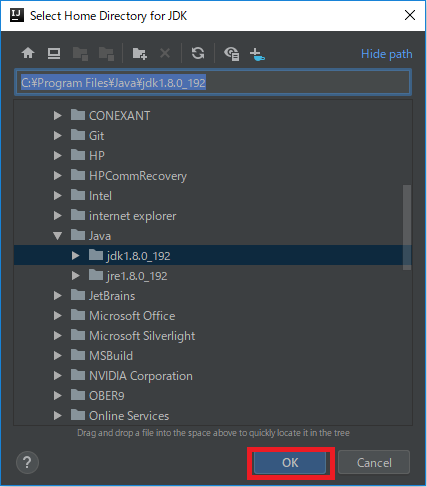 IJ Select Home Directory for JDK
Hide path
C:¥Program Files¥Java¥jdk1.8.0_192
CONEXANT
Git
HP
HPCommRecovery
Intel
internet explorer
Java
jdk1.8.0_192
jre1.8.0_192
JetBrains
Microsoft Office
Microsoft Silverlight
MSBuild
NVIDIA Corporation
OBER9
Online Services
Drag and drop a file into the space above to quickly locate it in the tree
? OK Cancel